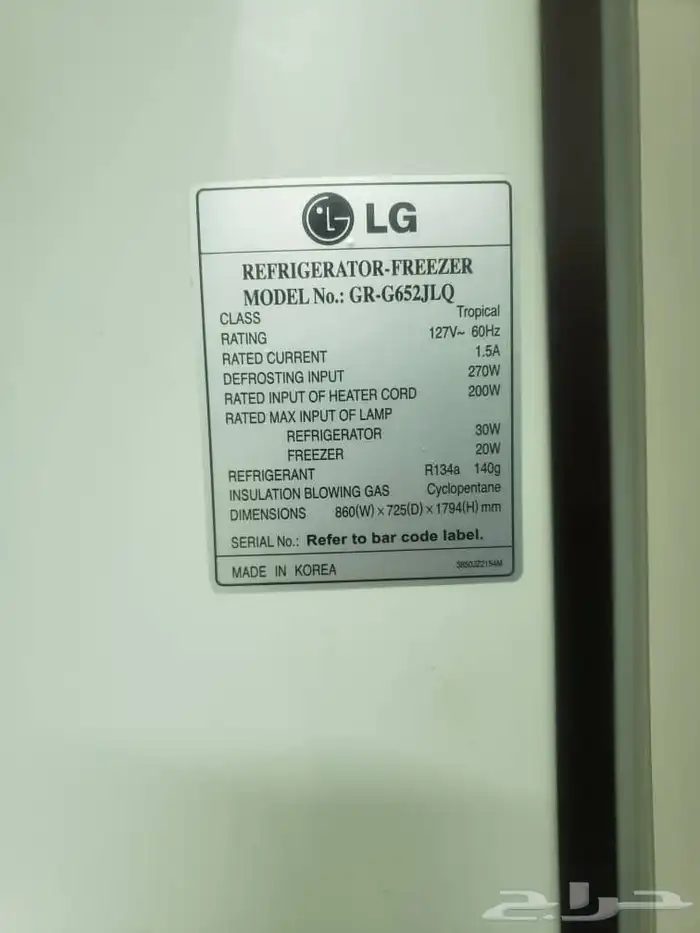 LG
REFRIGERATOR-FREEZER
MODEL No.: GR-G652JLQ
CLASS Tropical
RATING 127V~ 60Hz
RATED CURRENT 1.5A
DEFROSTING INPUT 270W
RATED INPUT OF HEATER CORD 200W
RATED MAX INPUT OF LAMP
REFRIGERATOR 30W
FREEZER 20W
REFRIGERANT R134a 140g
INSULATION BLOWING GAS Cyclopentane
DIMENSIONS 860(W)×725(D)×1794(H) mm
SERIAL No.: Refer to bar code label.
MADE IN KOREA 3850JZ2154M
حراج